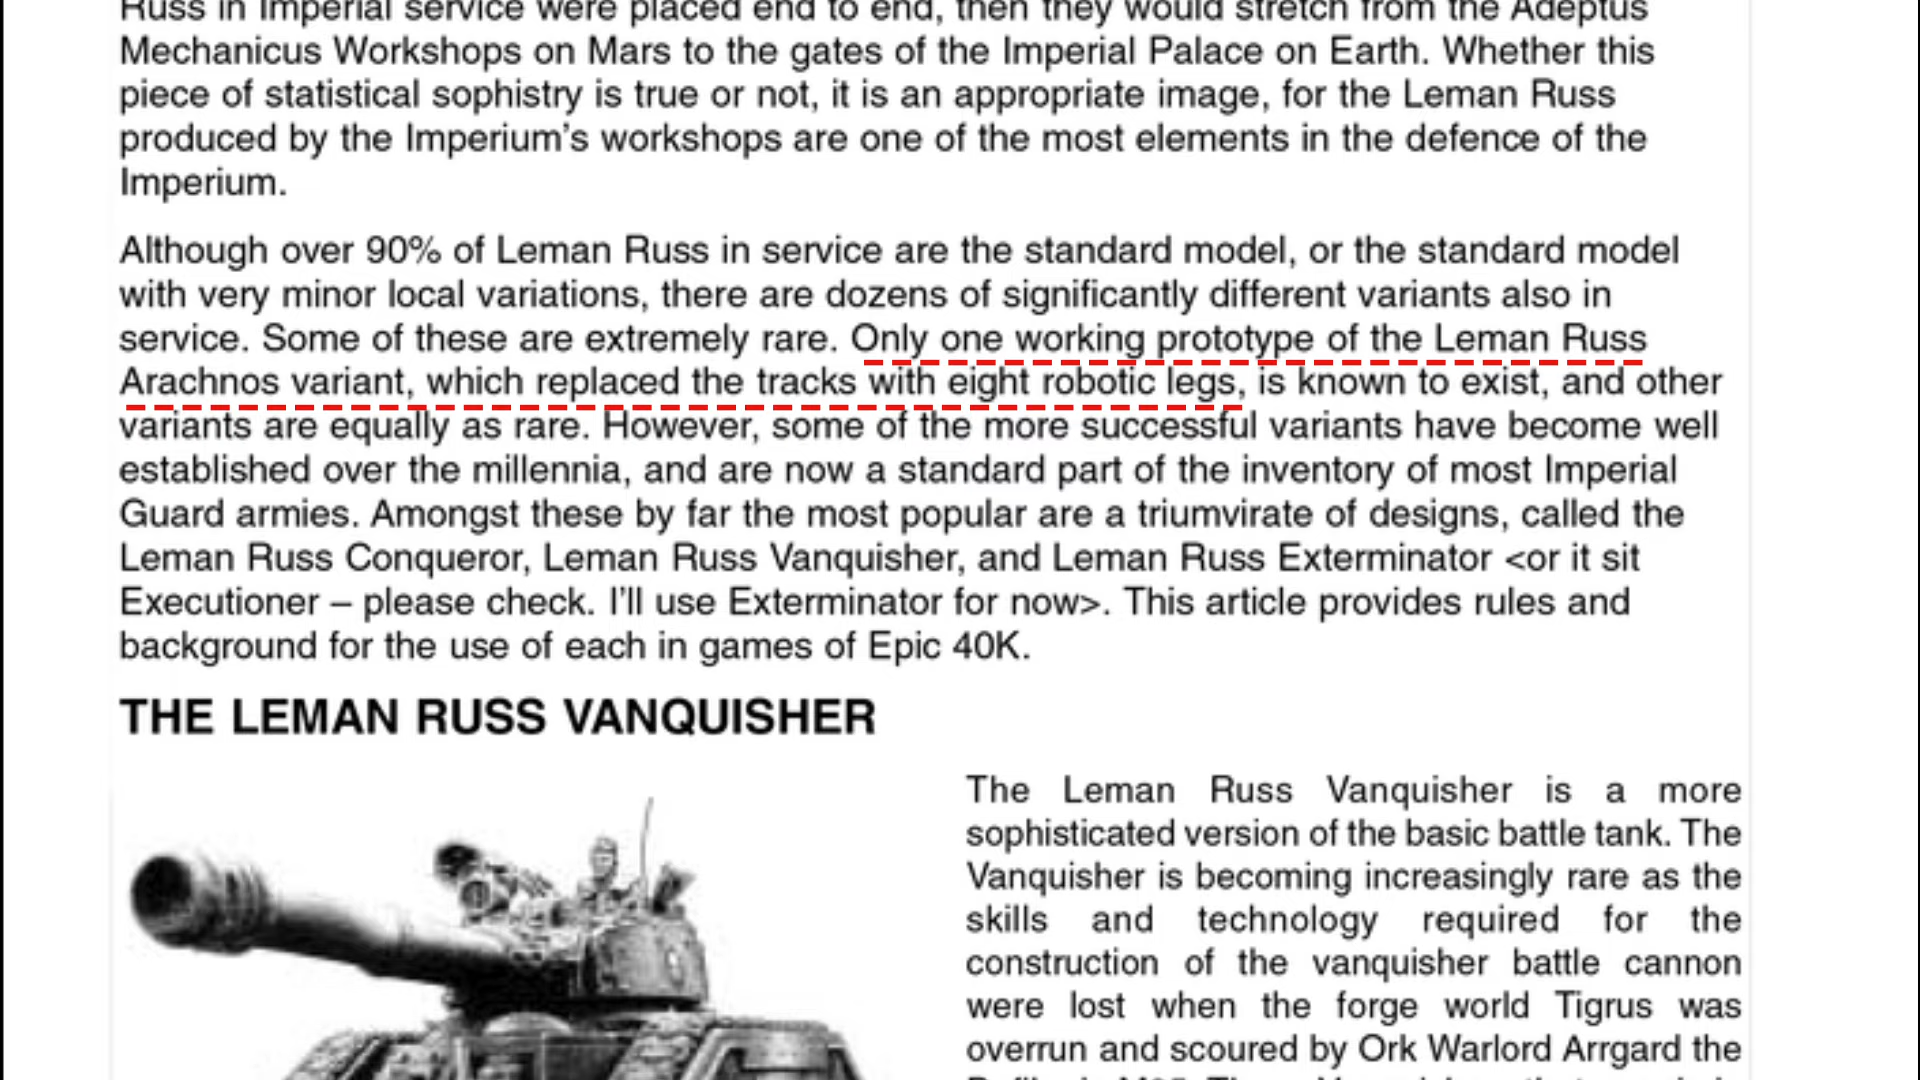 Russ in Imperial service were placed end to end, then they would stretch from the Adeptus
Mechanicus Workshops on Mars to the gates of the Imperial Palace on Earth. Whether this
piece of statistical sophistry is true or not, it is an appropriate image, for the Leman Russ
produced by the Imperium’s workshops are one of the most elements in the defence of the
Imperium.
Although over 90% of Leman Russ in service are the standard model, or the standard model
with very minor local variations, there are dozens of significantly different variants also in
service. Some of these are extremely rare. Only one working prototype of the Leman Russ
Arachnos variant, which replaced the tracks with eight robotic legs, is known to exist, and other
variants are equally as rare. However, some of the more successful variants have become well
established over the millennia, and are now a standard part of the inventory of most Imperial
Guard armies. Amongst these by far the most popular are a triumvirate of designs, called the
Leman Russ Conqueror, Leman Russ Vanquisher, and Leman Russ Exterminator <or it sit
Executioner – please check. I’ll use Exterminator for now>. This article provides rules and
background for the use of each in games of Epic 40K.
THE LEMAN RUSS VANQUISHER
The Leman Russ Vanquisher is a more
sophisticated version of the basic battle tank. The
Vanquisher is becoming increasingly rare as the
skills and technology required for the
construction of the vanquisher battle cannon
were lost when the forge world Tigrus was
overrun and scoured by Ork Warlord Arrgard the